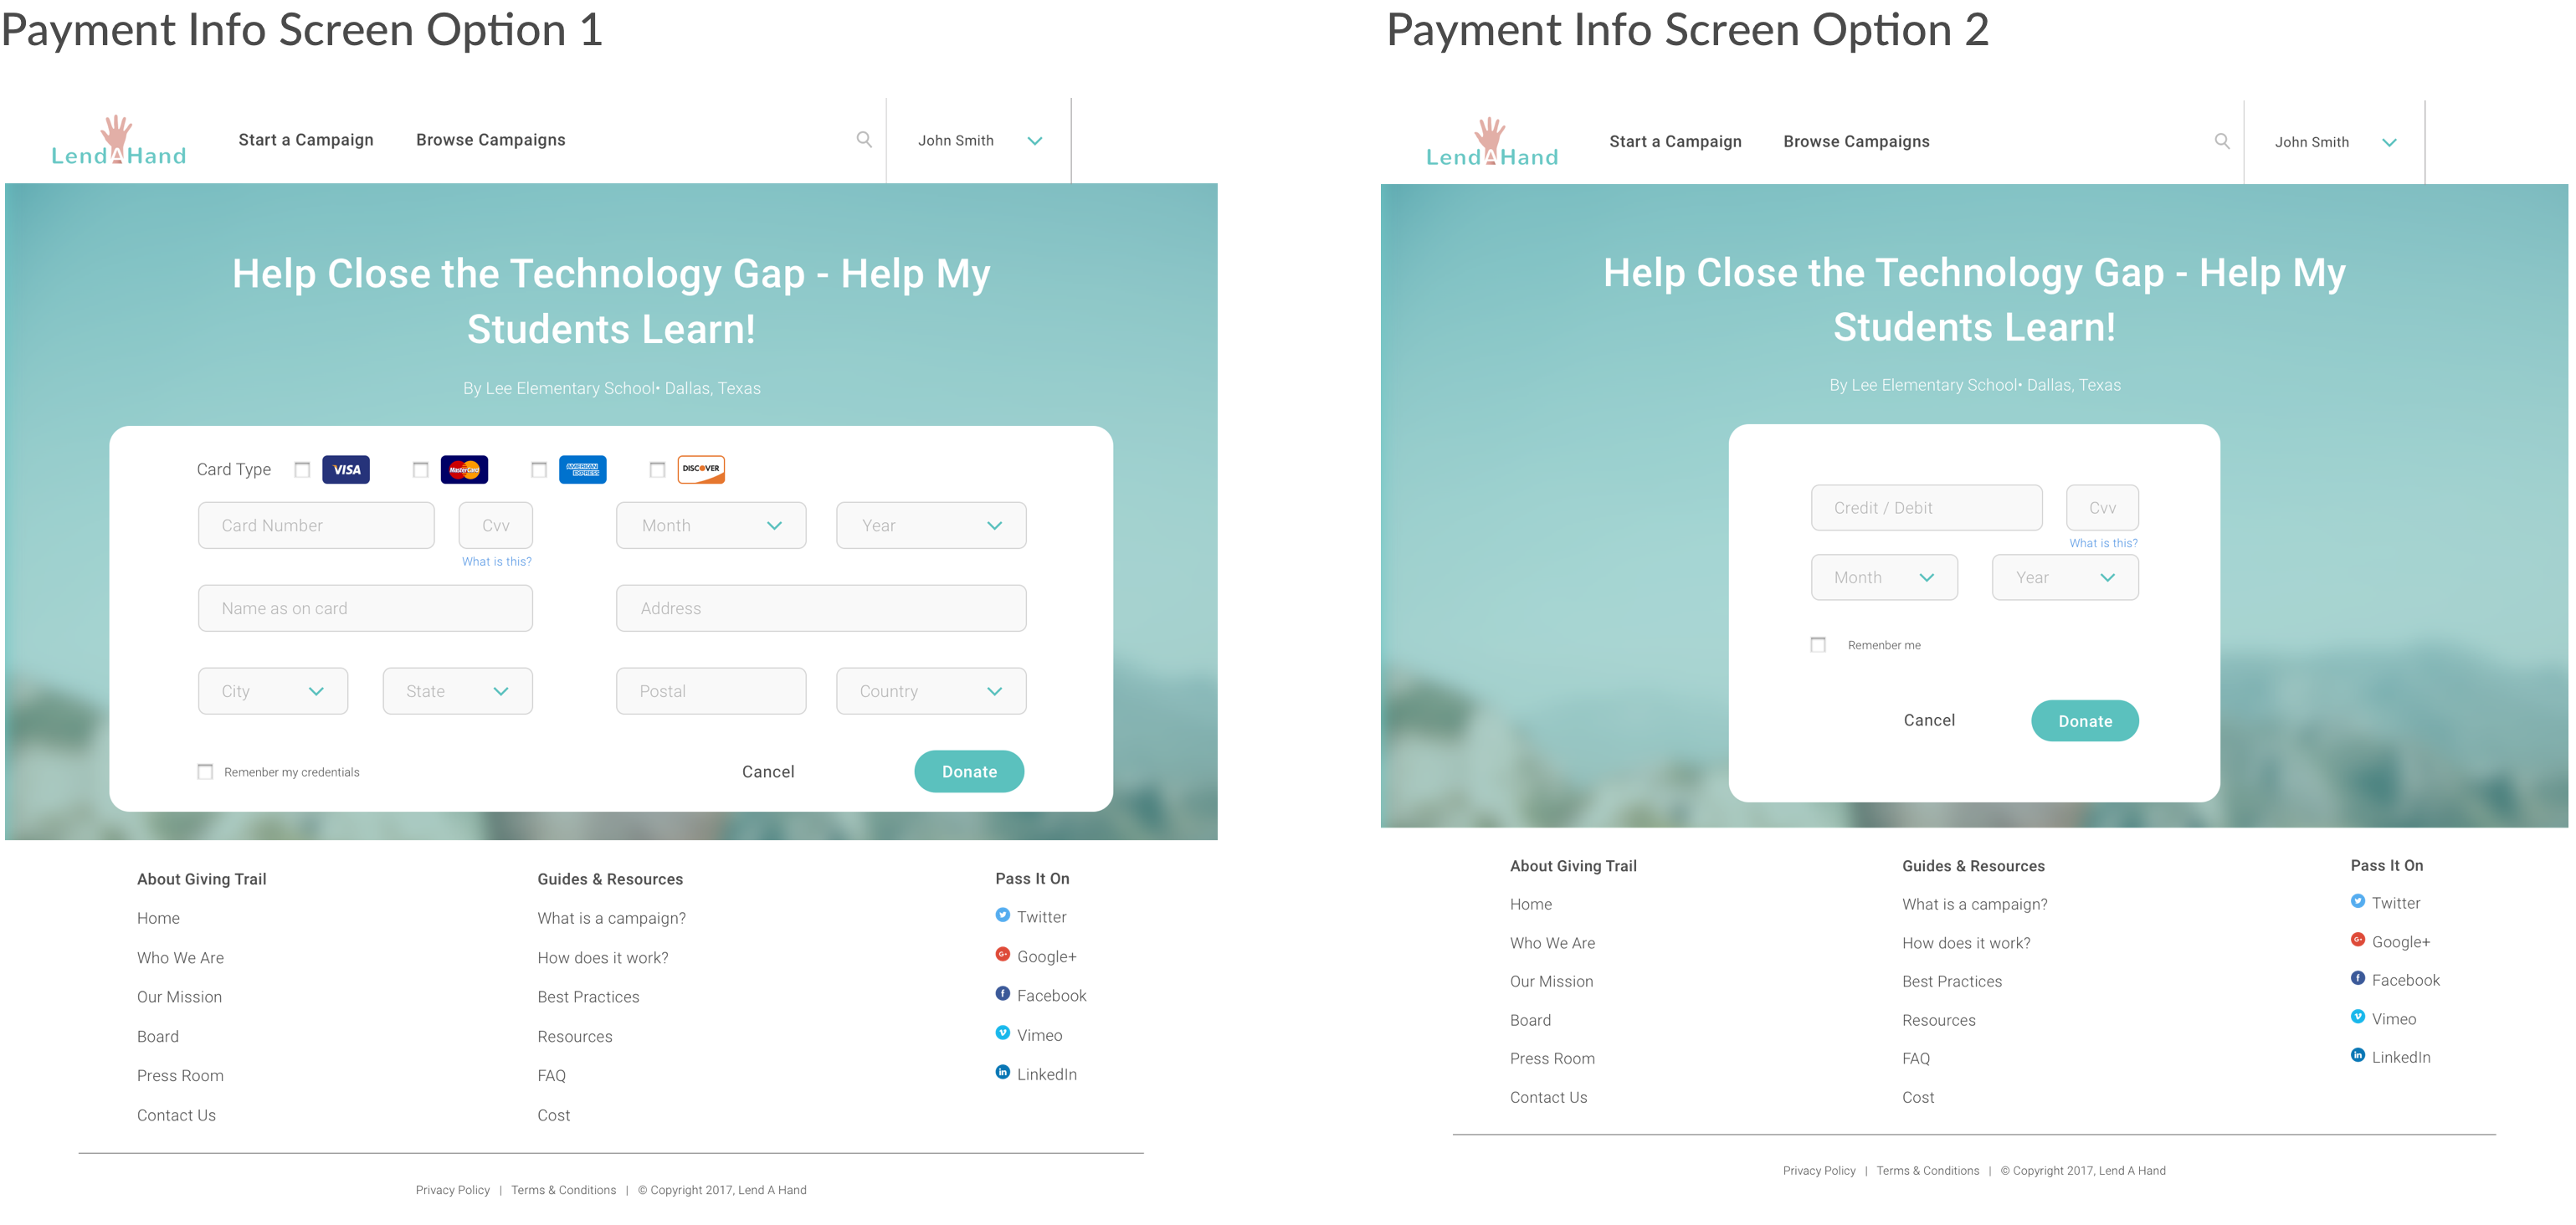 Payment Info Screen Option 1
LendAHand
Start a Campaign
Browse Campaigns
John Smith
Help Close the Technology Gap - Help My
Students Learn!
By Lee Elementary School• Dallas, Texas
Card Type
VISA
MasterCard
AMERICAN EXPRESS
DISCOVER
Card Number
Cvv
Month
Year
What is this?
Name as on card
Address
City
State
Postal
Country
Remenber my credentials
Cancel
Donate
About Giving Trail
Home
Who We Are
Our Mission
Board
Press Room
Contact Us
Guides & Resources
What is a campaign?
How does it work?
Best Practices
Resources
FAQ
Cost
Pass It On
Twitter
G+ Google+
f Facebook
Vimeo
in LinkedIn
Privacy Policy | Terms & Conditions | © Copyright 2017, Lend A Hand
Payment Info Screen Option 2
LendAHand
Start a Campaign
Browse Campaigns
John Smith
Help Close the Technology Gap - Help My
Students Learn!
By Lee Elementary School• Dallas, Texas
Credit / Debit
Cvv
What is this?
Month
Year
Remenber me
Cancel
Donate
About Giving Trail
Home
Who We Are
Our Mission
Board
Press Room
Contact Us
Guides & Resources
What is a campaign?
How does it work?
Best Practices
Resources
FAQ
Cost
Pass It On
Twitter
G+ Google+
f Facebook
Vimeo
in LinkedIn
Privacy Policy | Terms & Conditions | © Copyright 2017, Lend A Hand